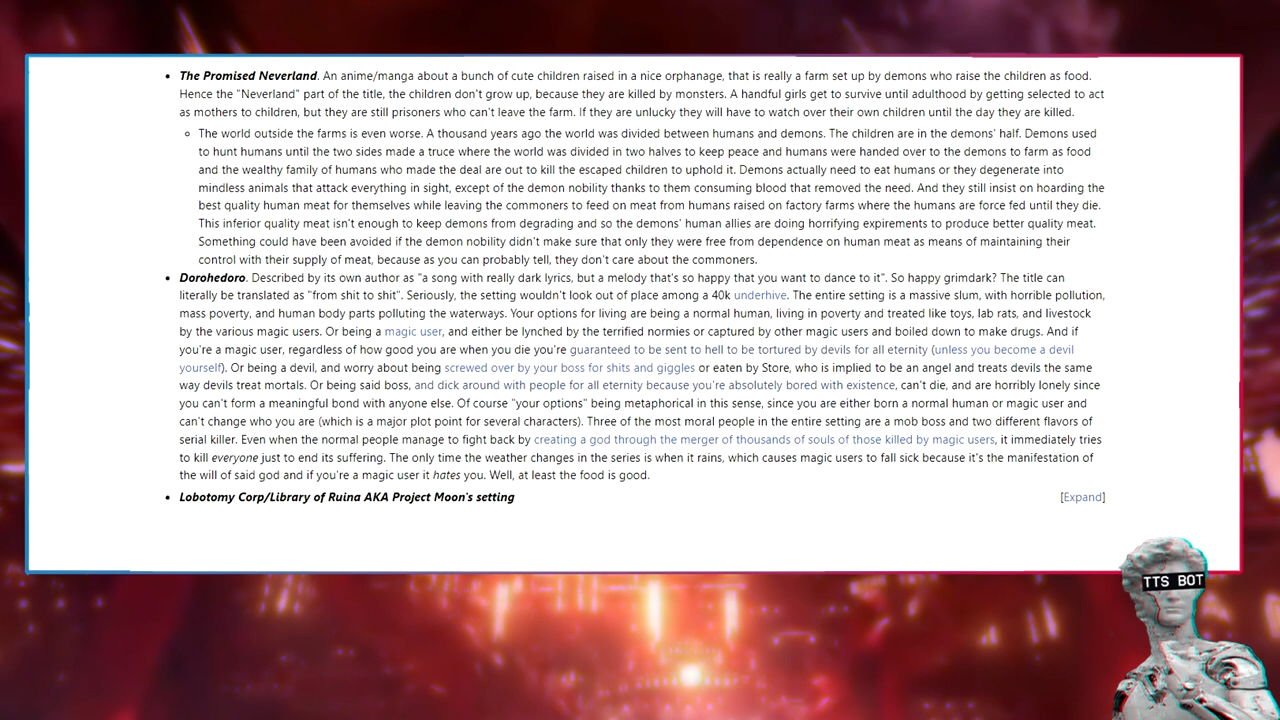 The Promised Neverland. An anime/manga about a bunch of cute children raised in a nice orphanage, that is really a farm set up by demons who raise the children as food.
Hence the "Neverland" part of the title, the children don't grow up, because they are killed by monsters. A handful girls get to survive until adulthood by getting selected to act
as mothers to children, but they are still prisoners who can't leave the farm. If they are unlucky they will have to watch over their own children until the day they are killed.
The world outside the farms is even worse. A thousand years ago the world was divided between humans and demons. The children are in the demons' half. Demons used
to hunt humans until the two sides made a truce where the world was divided in two halves to keep peace and humans were handed over to the demons to farm as food
and the wealthy family of humans who made the deal are out to kill the escaped children to uphold it. Demons actually need to eat humans or they degenerate into
mindless animals that attack everything in sight, except of the demon nobility thanks to them consuming blood that removed the need. And they still insist on hoarding the
best quality human meat for themselves while leaving the commoners to feed on meat from humans raised on factory farms where the humans are force fed until they die.
This inferior quality meat isn't enough to keep demons from degrading and so the demons' human allies are doing horrifying expirements to produce better quality meat.
Something could have been avoided if the demon nobility didn't make sure that only they were free from dependence on human meat as means of maintaining their
control with their supply of meat, because as you can probably tell, they don't care about the commoners.
Dorohedoro. Described by its own author as "a song with really dark lyrics, but a melody that's so happy that you want to dance to it". So happy grimdark? The title can
literally be translated as "from shit to shit". Seriously, the setting wouldn't look out of place among a 40k underhive. The entire setting is a massive slum, with horrible pollution,
mass poverty, and human body parts polluting the waterways. Your options for living are being a normal human, living in poverty and treated like toys, lab rats, and livestock
by the various magic users. Or being a magic user, and either be lynched by the terrified normies or captured by other magic users and boiled down to make drugs. And if
you're a magic user, regardless of how good you are when you die you're guaranteed to be sent to hell to be tortured by devils for all eternity (unless you become a devil
yourself). Or being a devil, and worry about being screwed over by your boss for shits and giggles or eaten by Store, who is implied to be an angel and treats devils the same
way devils treat mortals. Or being said boss, and dick around with people for all eternity because you're absolutely bored with existence, can't die, and are horribly lonely since
you can't form a meaningful bond with anyone else. Of course "your options" being metaphorical in this sense, since you are either born a normal human or magic user and
can't change who you are (which is a major plot point for several characters). Three of the most moral people in the entire setting are a mob boss and two different flavors of
serial killer. Even when the normal people manage to fight back by creating a god through the merger of thousands of souls of those killed by magic users, it immediately tries
to kill everyone just to end its suffering. The only time the weather changes in the series is when it rains, which causes magic users to fall sick because it's the manifestation of
the will of said god and if you're a magic user it hates you. Well, at least the food is good.
Lobotomy Corp/Library of Ruina AKA Project Moon's setting [Expand]
TTS BOT